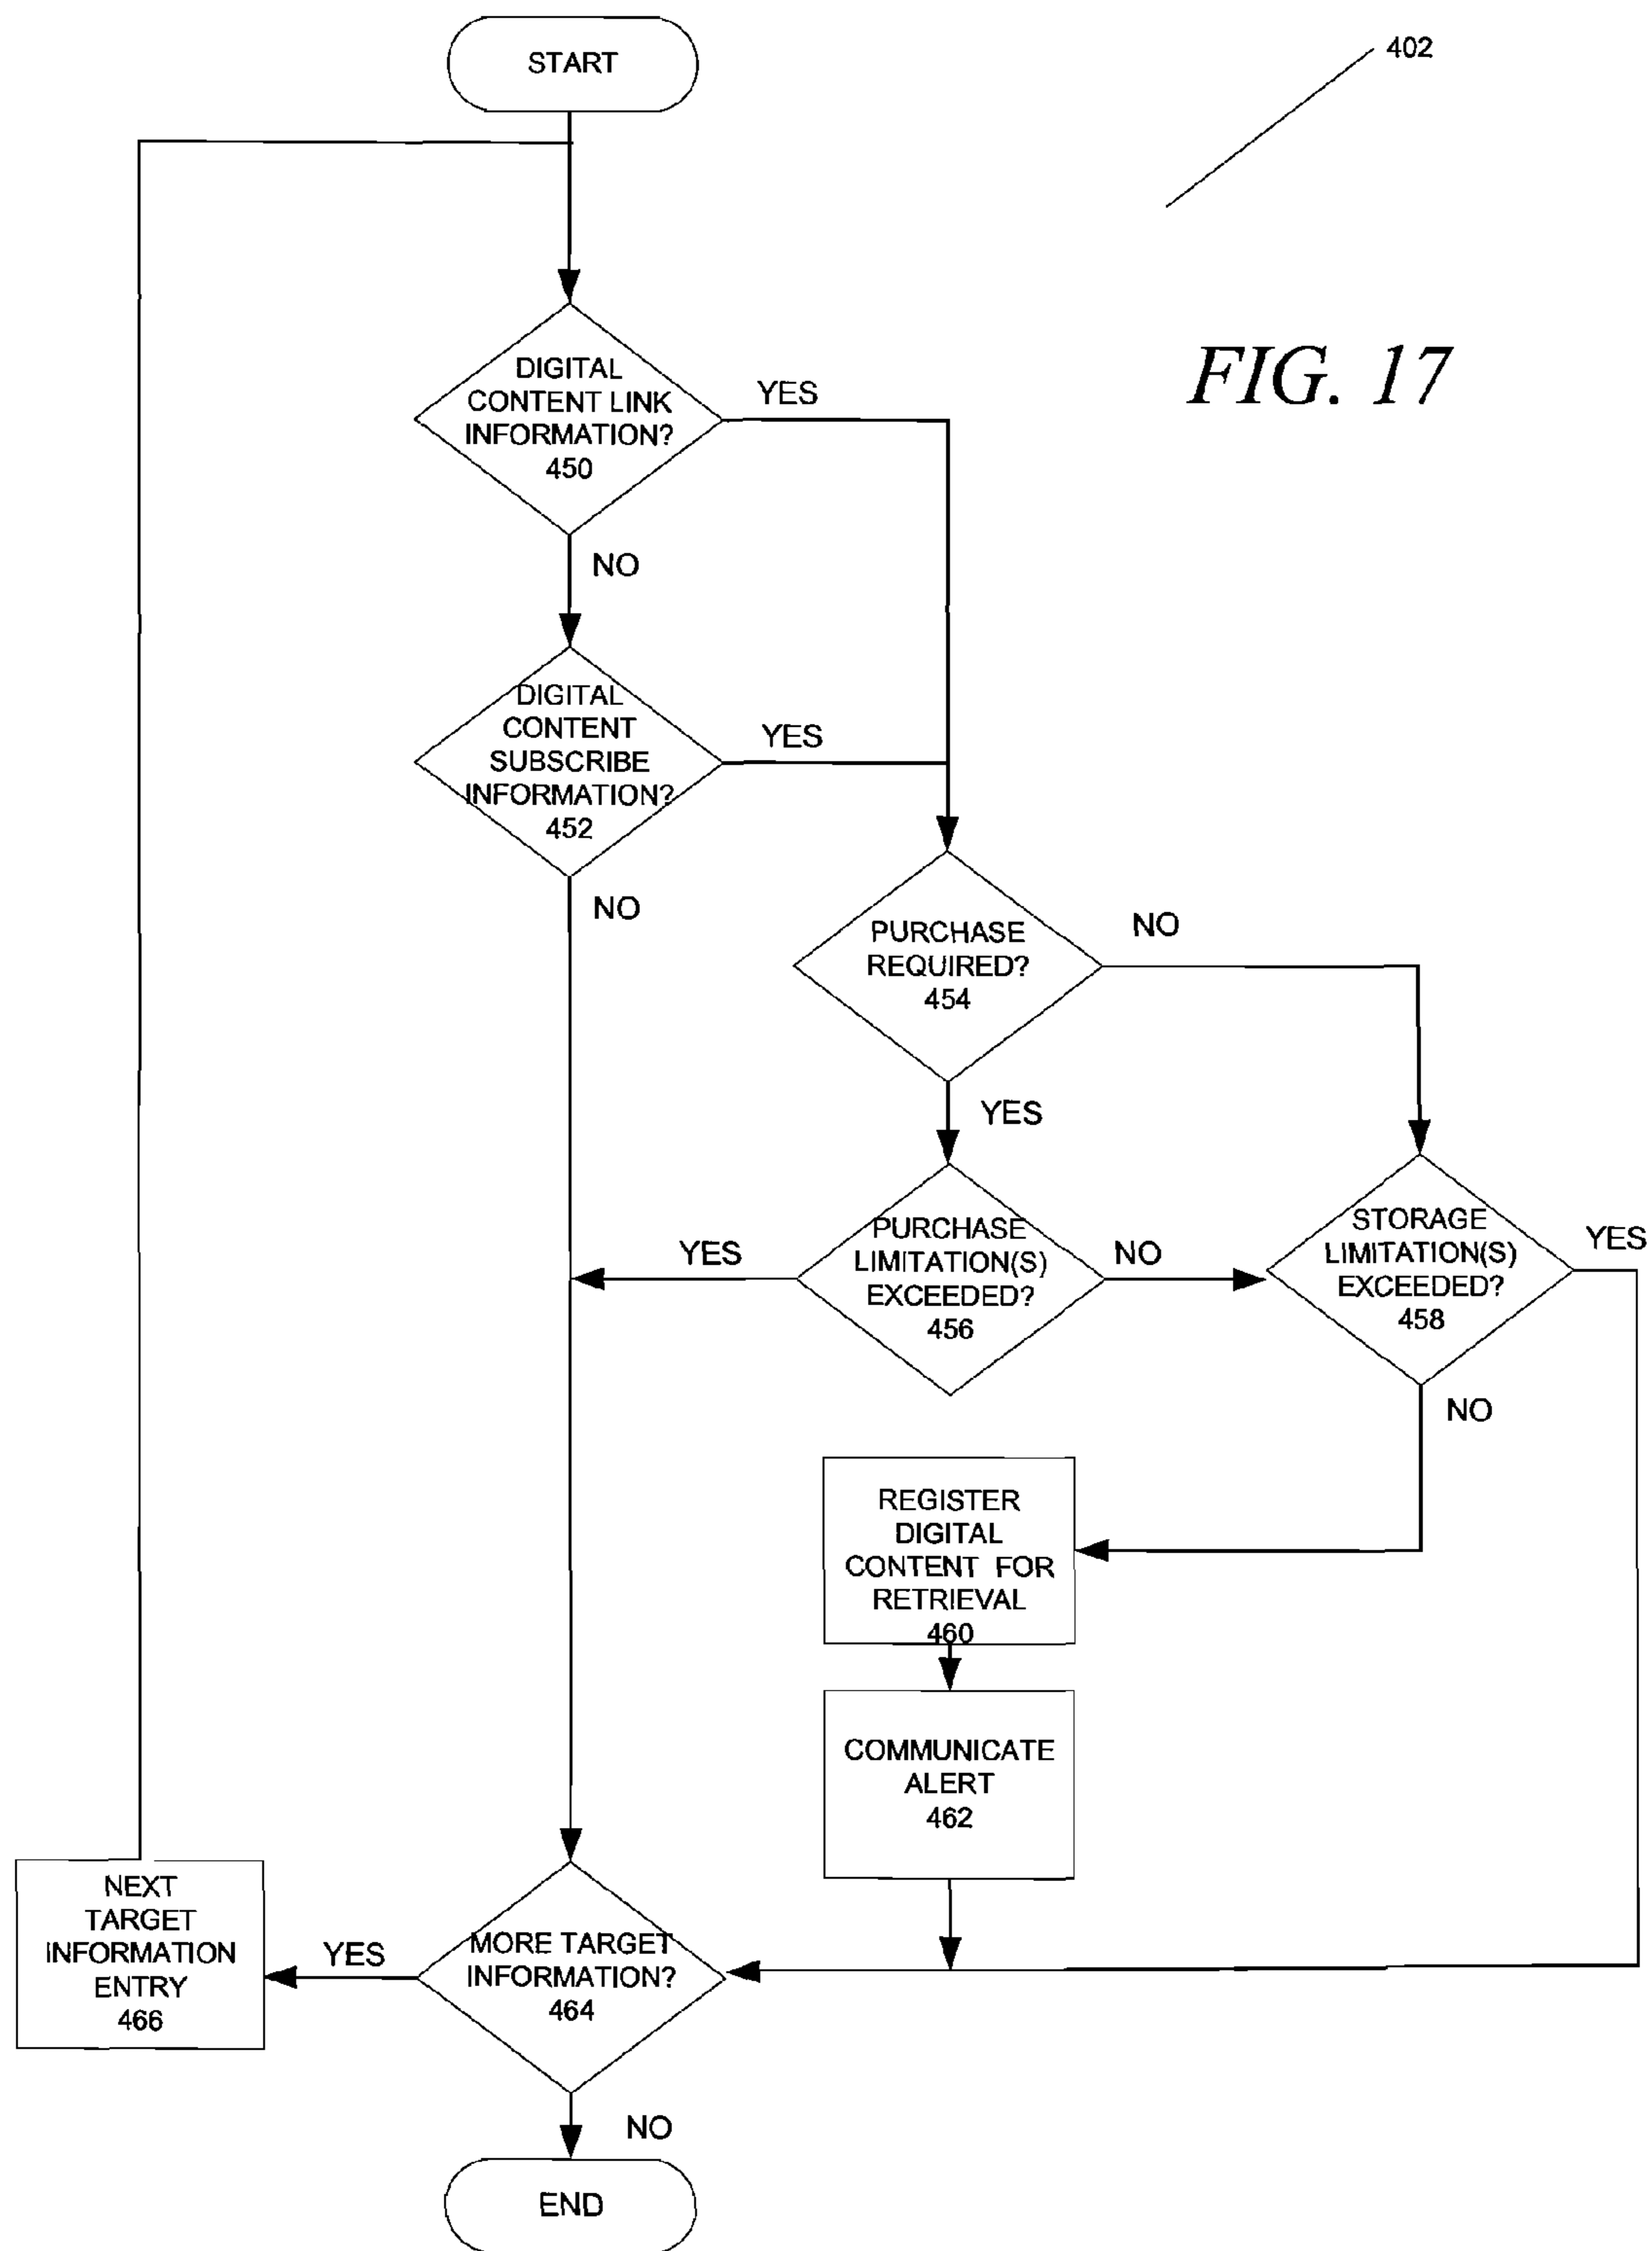 START
402
FIG. 17
DIGITAL
CONTENT LINK
INFORMATION?
450
YES
NO
DIGITAL
CONTENT
SUBSCRIBE
INFORMATION?
452
YES
NO
PURCHASE
REQUIRED?
454
NO
YES
PURCHASE
LIMITATION(S)
EXCEEDED?
456
YES
NO
STORAGE
LIMITATION(S)
EXCEEDED?
458
YES
NO
REGISTER
DIGITAL
CONTENT FOR
RETRIEVAL
460
COMMUNICATE
ALERT
462
MORE TARGET
INFORMATION?
464
YES
NEXT
TARGET
INFORMATION
ENTRY
466
NO
END